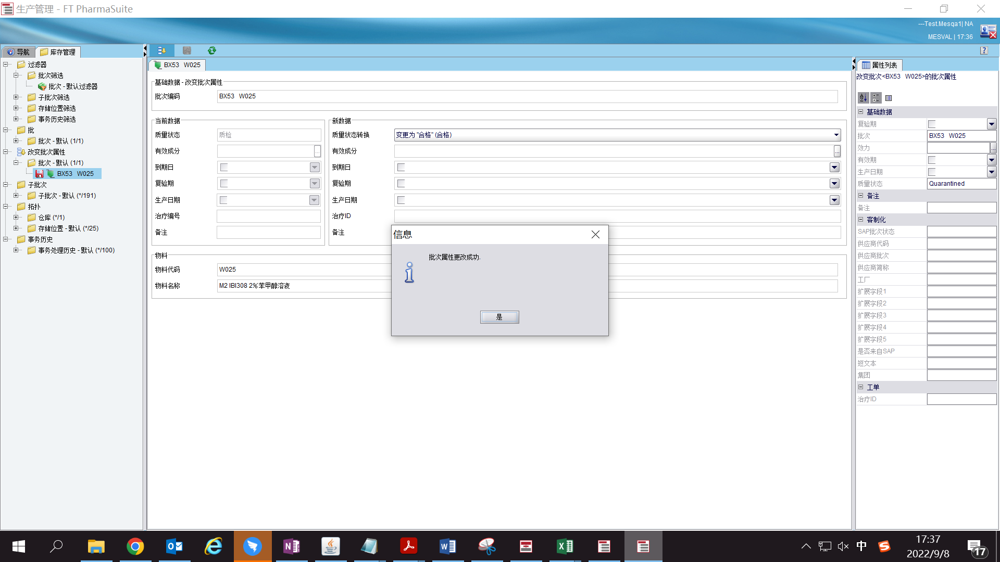 生产管理 - FT PharmaSuite
---Test.Mesqa1| NA
MESVAL | 17:36
导航
库存管理
过滤器
批次筛选
批次 - 默认过滤器
子批次筛选
存储位置筛选
事务历史筛选
批
批次 - 默认 (1/1)
改变批次属性
批次 - 默认 (1/1)
BX53 W025
子批次
子批次 - 默认 (*/191)
拓扑
仓库 (*/1)
存储位置 - 默认 (*/25)
事务历史
事务处理历史 - 默认 (*/100)
BX53 W025
基础数据 - 改变批次属性
批次编码 BX53 W025
当前数据
质量状态 质检
有效成分
到期日
复验期
生产日期
治疗编号
备注
新数据
质量状态转换 变更为 "合格" (合格)
有效成分
到期日
复验期
生产日期
治疗ID
备注
物料
物料代码 W025
物料名称 M2 IBI308 2%苯甲醇溶液
信息
批次属性更改成功.
是
属性列表
改变批次<BX53 W025>的批次属性
基础数据
复验期
批次 BX53 W025
效力
有效期
生产日期
质量状态 Quarantined
备注
备注
客制化
SAP批次状态
供应商代码
供应商批次
供应商简称
工厂
扩展字段1
扩展字段2
扩展字段3
扩展字段4
扩展字段5
是否来自SAP
短文本
集团
工单
治疗ID
中
17:37
2022/9/8
17